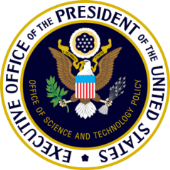 EXECUTIVE OFFICE OF THE PRESIDENT OF THE UNITED STATES
OFFICE OF SCIENCE AND TECHNOLOGY POLICY